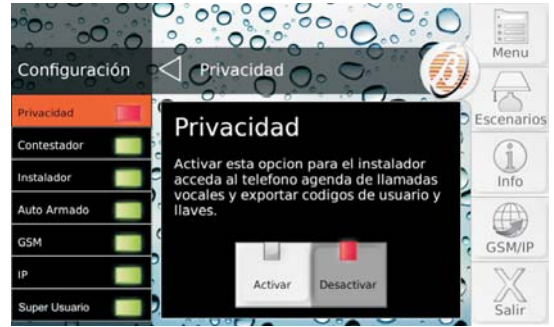 Configuración
Privacidad
Menu
Privacidad
Contestador
Instalador
Auto Armado
GSM
IP
Super Usuario
Privacidad
Activar esta opcion para el instalador
acceda al telefono agenda de llamadas
vocales y exportar codigos de usuario y
llaves.
Activar
Desactivar
Escenarios
Info
GSM/IP
Salir